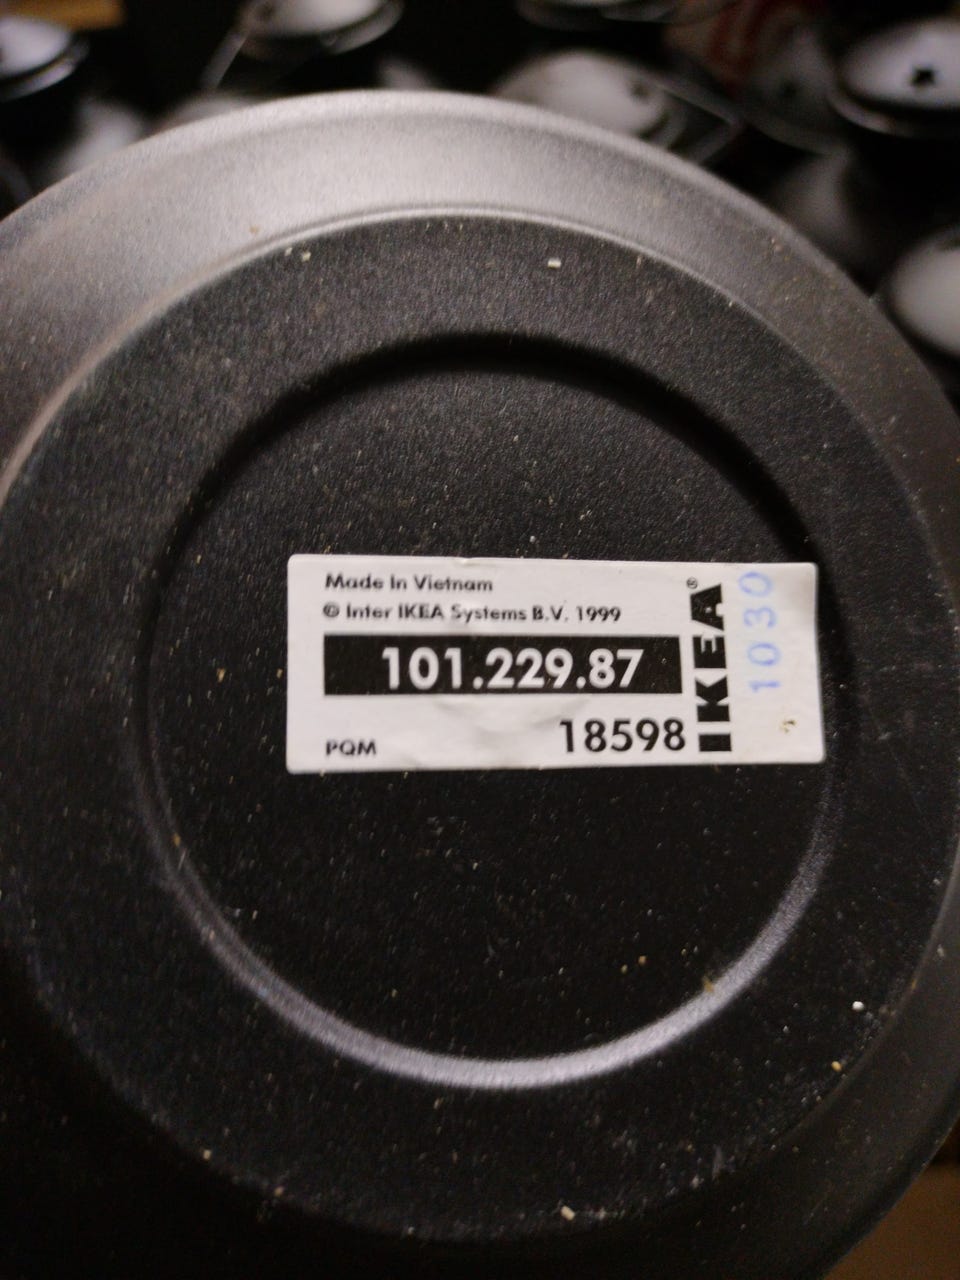 Made In Vietnam
© Inter IKEA Systems B.V. 1999
101.229.87
PQM
18598
IKEA®
1030